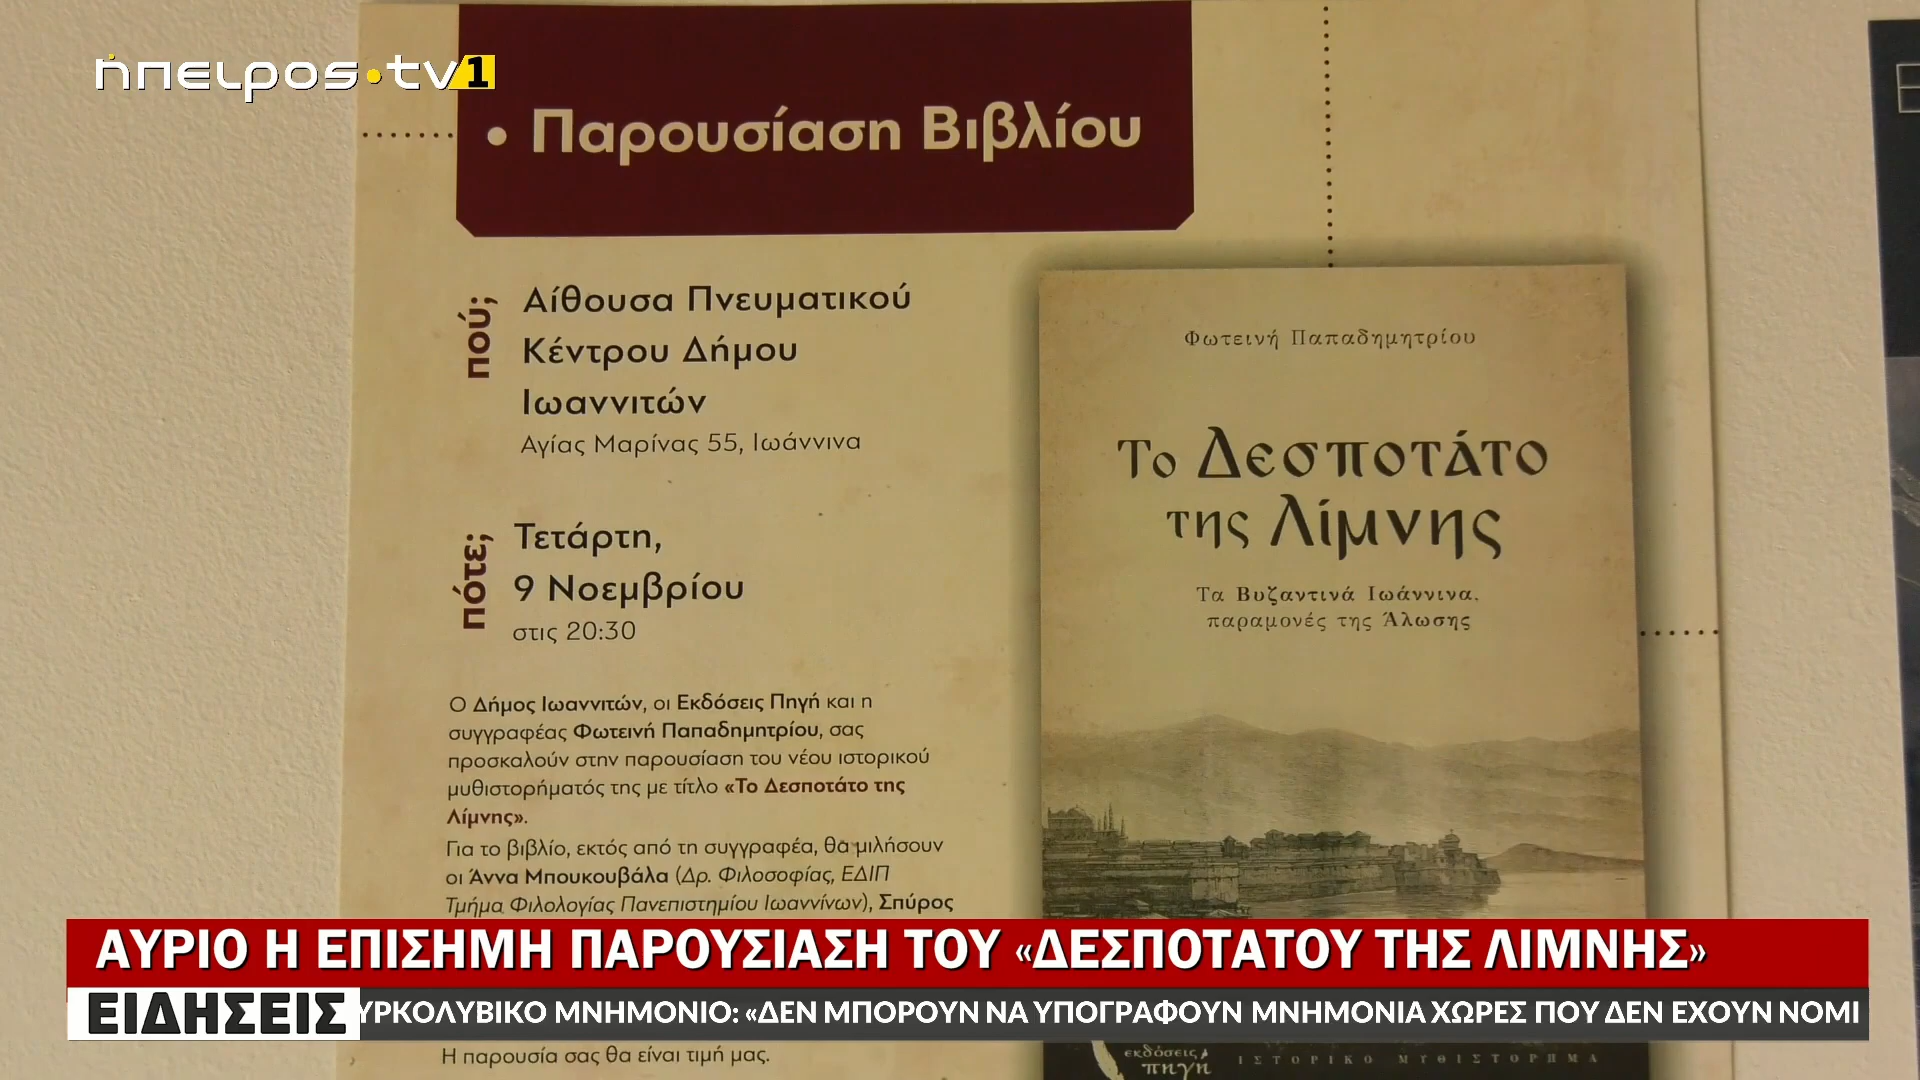 ήπειρος.tv1
• Παρουσίαση Βιβλίου
πού;
Αίθουσα Πνευματικού
Κέντρου Δήμου
Ιωαννιτών
Αγίας Μαρίνας 55, Ιωάννινα
πότε;
Τετάρτη,
9 Νοεμβρίου
στις 20:30
Ο Δήμος Ιωαννιτών, οι Εκδόσεις Πηγή και η
συγγραφέας Φωτεινή Παπαδημητρίου, σας
προσκαλούν στην παρουσίαση του νέου ιστορικού
μυθιστορήματός της με τίτλο «Το Δεσποτάτο της
Λίμνης».
Για το βιβλίο, εκτός από τη συγγραφέα, θα μιλήσουν
οι Άννα Μπουκουβάλα (Δρ. Φιλοσοφίας, ΕΔΙΠ
Τμήμα Φιλολογίας Πανεπιστημίου Ιωαννίνων), Σπύρος
Φωτεινή Παπαδημητρίου
Το Δεσποτάτο
της Λίμνης
Τα Βυζαντινά Ιωάννινα,
παραμονές της Άλωσης
ΑΥΡΙΟ Η ΕΠΙΣΗΜΗ ΠΑΡΟΥΣΙΑΣΗ ΤΟΥ «ΔΕΣΠΟΤΑΤΟΥ ΤΗΣ ΛΙΜΝΗΣ»
ΕΙΔΗΣΕΙΣ
ΥΡΚΟΛΥΒΙΚΟ ΜΝΗΜΟΝΙΟ: «ΔΕΝ ΜΠΟΡΟΥΝ ΝΑ ΥΠΟΓΡΑΦΟΥΝ ΜΝΗΜΟΝΙΑ ΧΩΡΕΣ ΠΟΥ ΔΕΝ ΕΧΟΥΝ ΝΟΜΙ
Η παρουσία σας θα είναι τιμή μας.
εκδόσεις
πηγή
ΙΣΤΟΡΙΚΟ ΜΥΘΙΣΤΟΡΗΜΑ